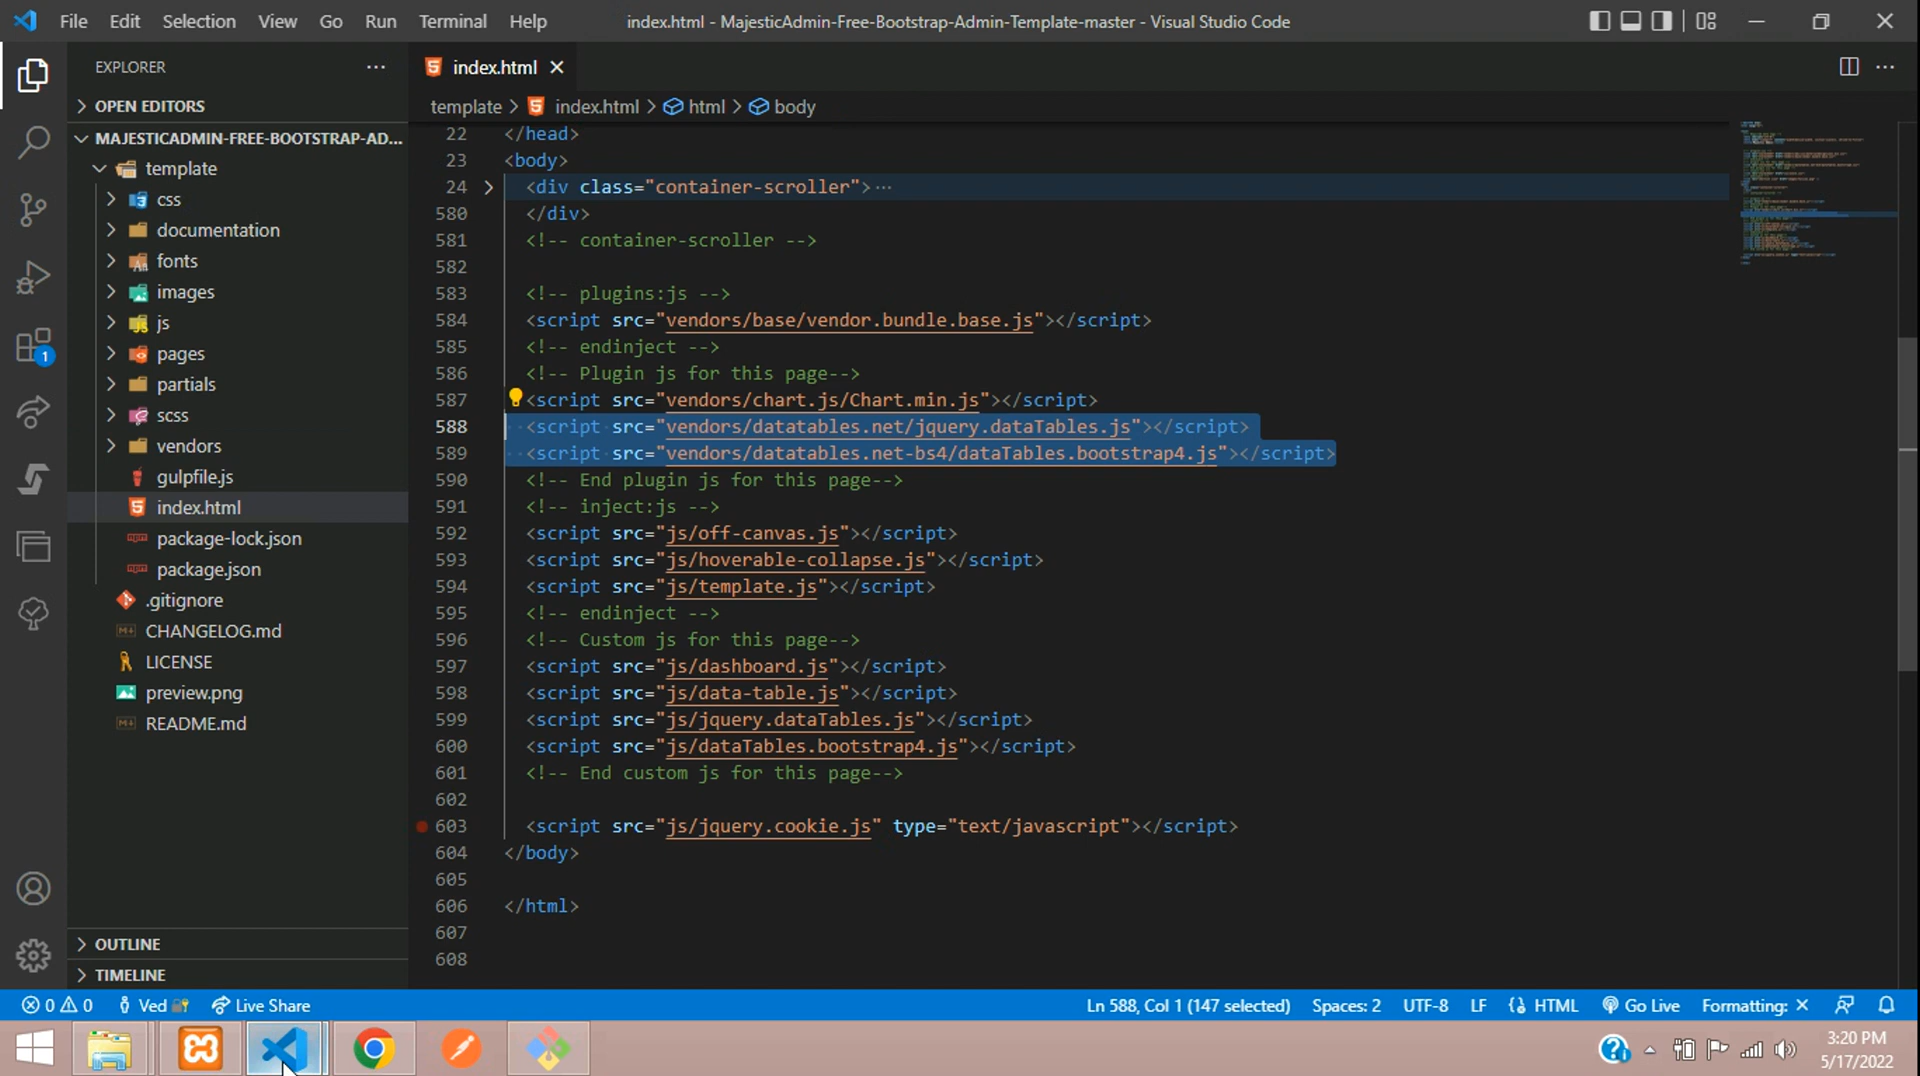 File Edit Selection View Go Run Terminal Help index.html - MajesticAdmin-Free-Bootstrap-Admin-Template-master - Visual Studio Code
EXPLORER
index.html
OPEN EDITORS
template > index.html > html > body
MAJESTICADMIN-FREE-BOOTSTRAP-AD...
template
css
documentation
fonts
images
js
pages
partials
scss
vendors
gulpfile.js
index.html
package-lock.json
package.json
.gitignore
CHANGELOG.md
LICENSE
preview.png
README.md
OUTLINE
TIMELINE
22 </head>
23 <body>
24 <div class="container-scroller">···
580 </div>
581 <!-- container-scroller -->
582
583 <!-- plugins:js -->
584 <script src="vendors/base/vendor.bundle.base.js"></script>
585 <!-- endinject -->
586 <!-- Plugin js for this page-->
587 <script src="vendors/chart.js/Chart.min.js"></script>
588 <script src="vendors/datatables.net/jquery.dataTables.js"></script>
589 <script src="vendors/datatables.net-bs4/dataTables.bootstrap4.js"></script>
590 <!-- End plugin js for this page-->
591 <!-- inject:js -->
592 <script src="js/off-canvas.js"></script>
593 <script src="js/hoverable-collapse.js"></script>
594 <script src="js/template.js"></script>
595 <!-- endinject -->
596 <!-- Custom js for this page-->
597 <script src="js/dashboard.js"></script>
598 <script src="js/data-table.js"></script>
599 <script src="js/jquery.dataTables.js"></script>
600 <script src="js/dataTables.bootstrap4.js"></script>
601 <!-- End custom js for this page-->
602
603 <script src="js/jquery.cookie.js" type="text/javascript"></script>
604 </body>
605
606 </html>
607
608
1
0 0 Ved Live Share Ln 588, Col 1 (147 selected) Spaces: 2 UTF-8 LF HTML Go Live Formatting: ×
3:20 PM
5/17/2022